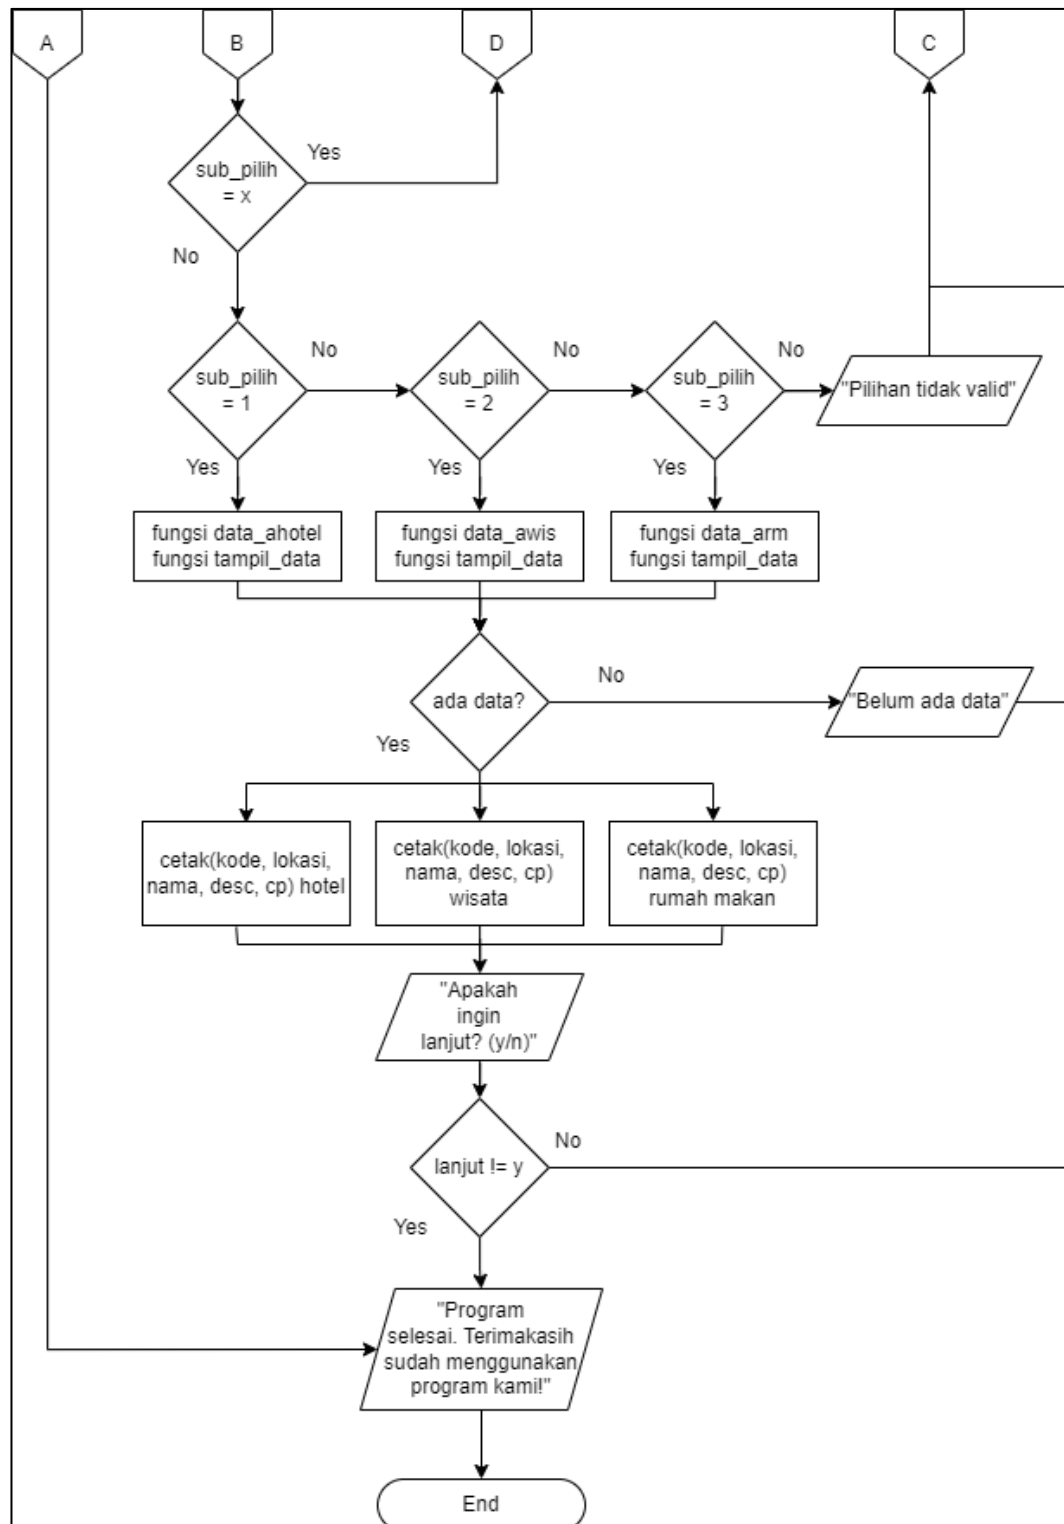 A
B
D
C
sub_pilih
= x
Yes
No
sub_pilih
= 1
No
sub_pilih
= 2
No
sub_pilih
= 3
No
"Pilihan tidak valid"
Yes
Yes
Yes
fungsi data_ahotel
fungsi tampil_data
fungsi data_awis
fungsi tampil_data
fungsi data_arm
fungsi tampil_data
ada data?
No
"Belum ada data"
Yes
cetak(kode, lokasi,
nama, desc, cp) hotel
cetak(kode, lokasi,
nama, desc, cp)
wisata
cetak(kode, lokasi,
nama, desc, cp)
rumah makan
"Apakah
ingin
lanjut? (y/n)"
lanjut != y
No
Yes
"Program
selesai. Terimakasih
sudah menggunakan
program kami!"
End